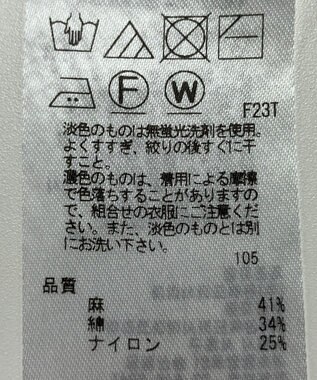 F
W
F23T
淡色のものは無蛍光洗剤を使用。
よくすすぎ、絞りの後すぐに干
すこと。
濃色のものは、着用による摩擦
で色落ちすることがありますの
で、組合せの衣服にご注意くだ
さい。また、淡色のものとは別
にお洗い下さい。
105
品質
麻 41%
綿 34%
ナイロン 25%